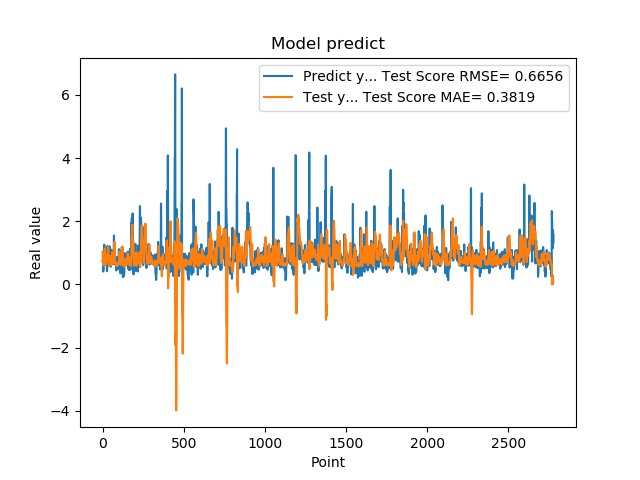 Model predict
Predict y... Test Score RMSE= 0.6656
Test y... Test Score MAE= 0.3819
Real value
6
4
2
0
−2
−4
0 500 1000 1500 2000 2500
Point